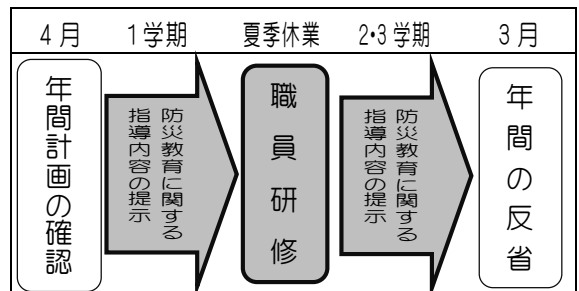 4月
1学期
夏季休業
2・3学期
3月
年間計画の確認
防災教育に関する
指導内容の提示
職員研修
防災教育に関する
指導内容の提示
年間の反省